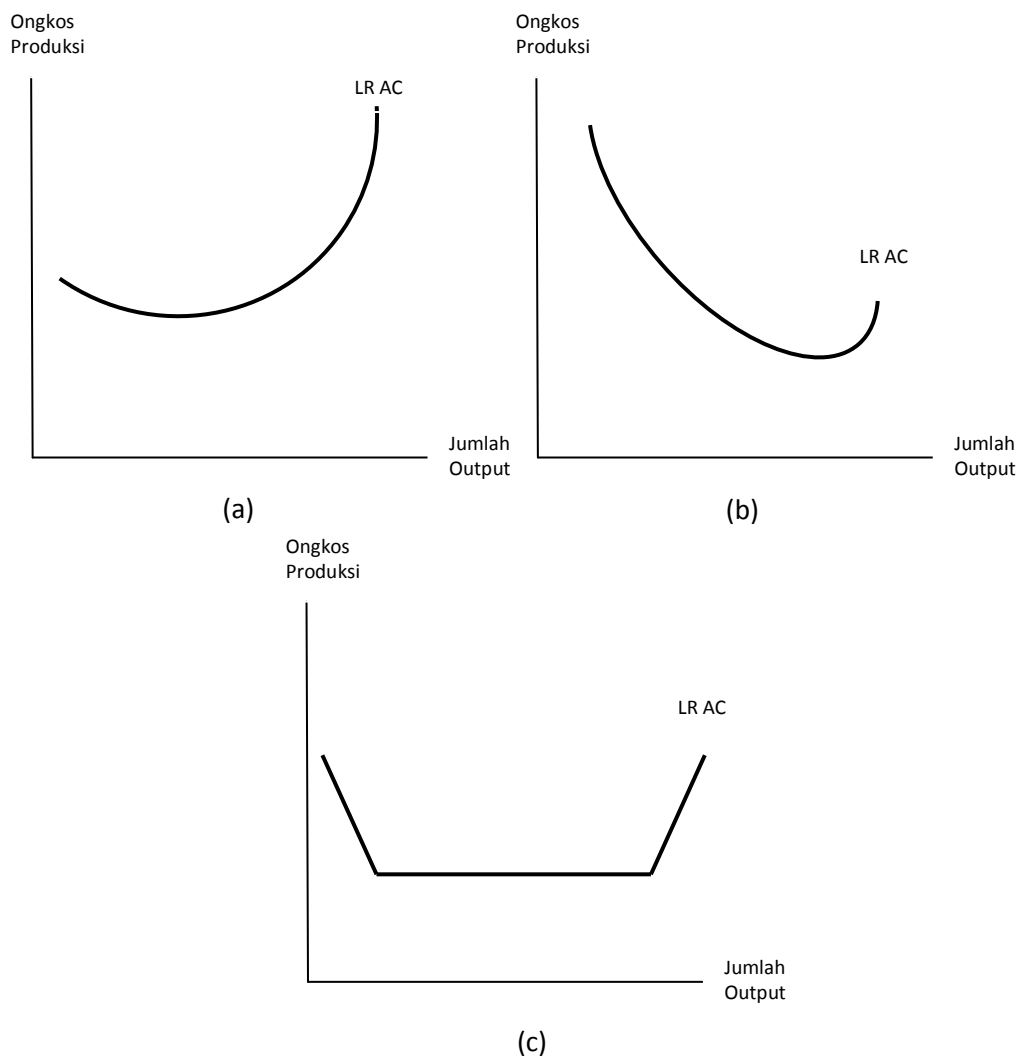 Ongkos
Produksi
LR AC
Jumlah
Output
(a)
Ongkos
Produksi
LR AC
Jumlah
Output
(b)
Ongkos
Produksi
LR AC
Jumlah
Output
(c)